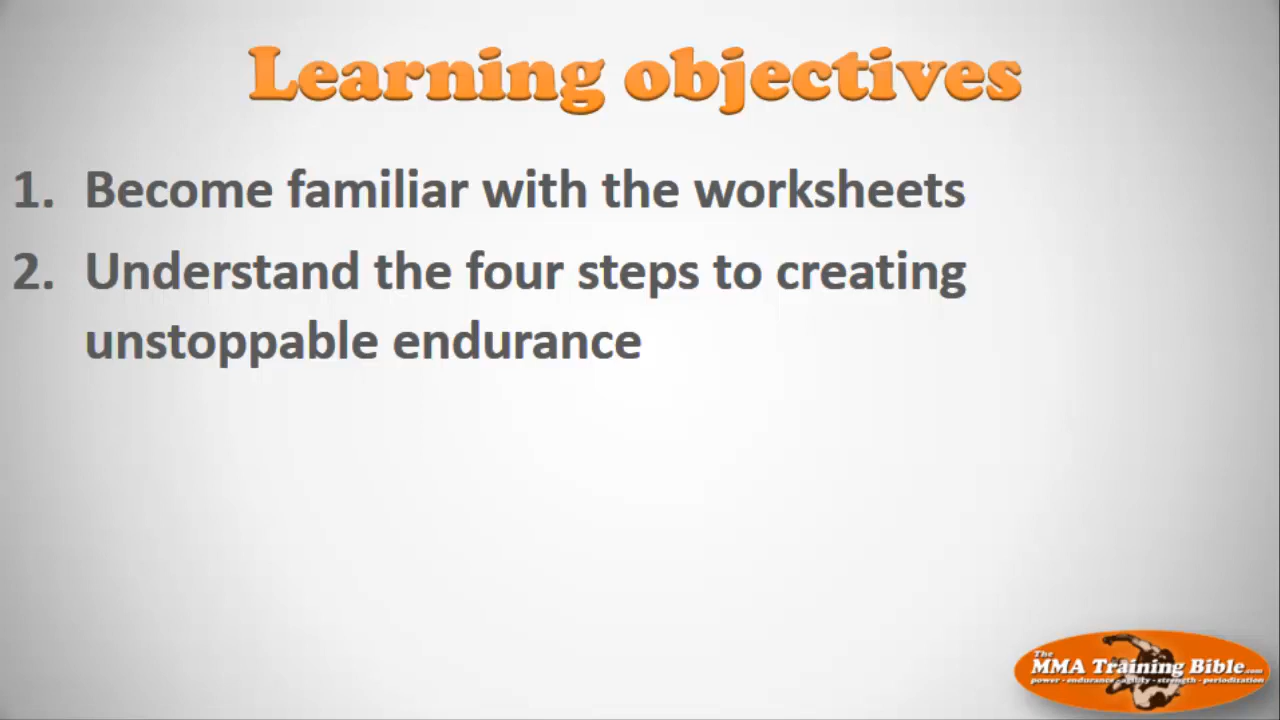 Learning objectives
1. Become familiar with the worksheets
2. Understand the four steps to creating
unstoppable endurance
The
MMA Training Bible.com
power - endurance - agility - strength - periodization